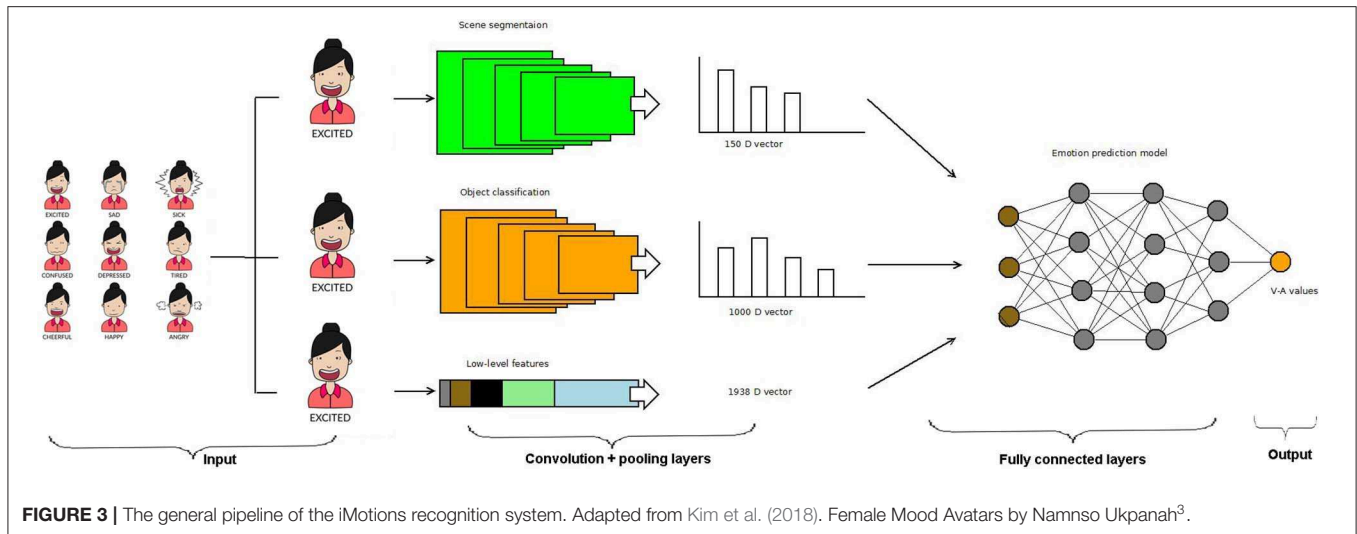 Scene segmentaion
EXCITED
150 D vector
Emotion prediction model
EXCITED SAD SICK
CONFUSED DEPRESSED TIRED
CHEERFUL HAPPY ANGRY
Object classification
EXCITED
1000 D vector
V-A values
Low-level features
EXCITED
1938 D vector
Input
Convolution + pooling layers
Fully connected layers
Output
FIGURE 3 | The general pipeline of the iMotions recognition system. Adapted from Kim et al. (2018). Female Mood Avatars by Namnso Ukpanah³.